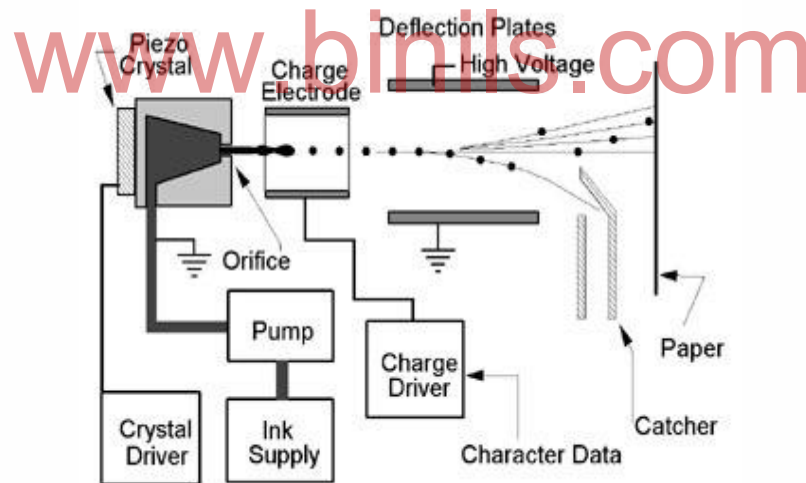 www.binils.com
Deflection Plates
Piezo
Crystal
Charge
Electrode
High Voltage
Orifice
Pump
Charge
Driver
Paper
Crystal
Driver
Ink
Supply
Catcher
Character Data